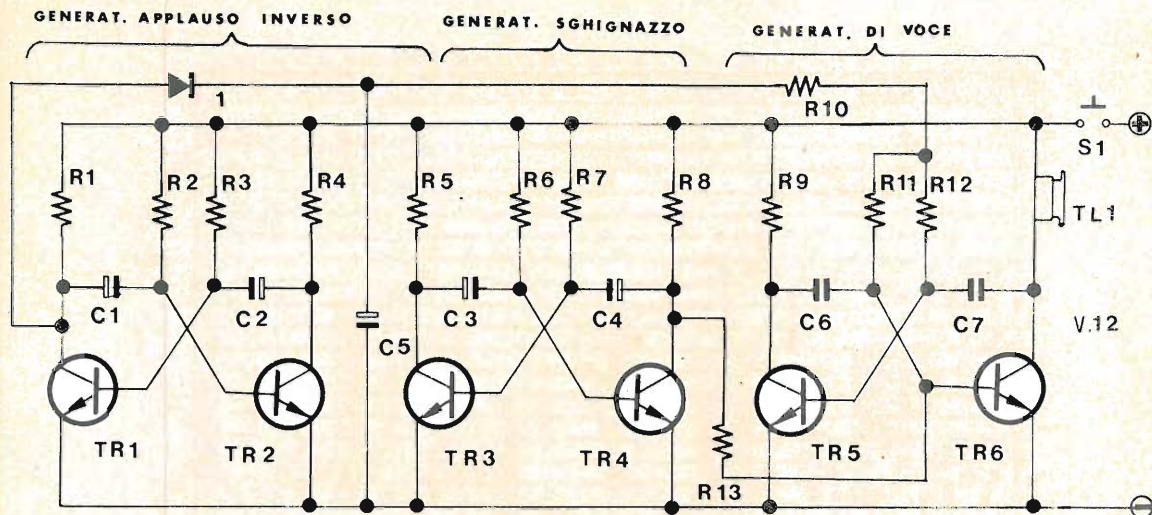 GENERAT. APPLAUSO INVERSO
GENERAT. SGHIGNAZZO
GENERAT. DI VOCE
1
R10
S1
+
R1
R2
R3
R4
R5
R6
R7
R8
R9
R11
R12
TL1
C1
C2
C3
C4
C5
C6
C7
V.12
TR1
TR2
TR3
TR4
R13
TR5
TR6
-